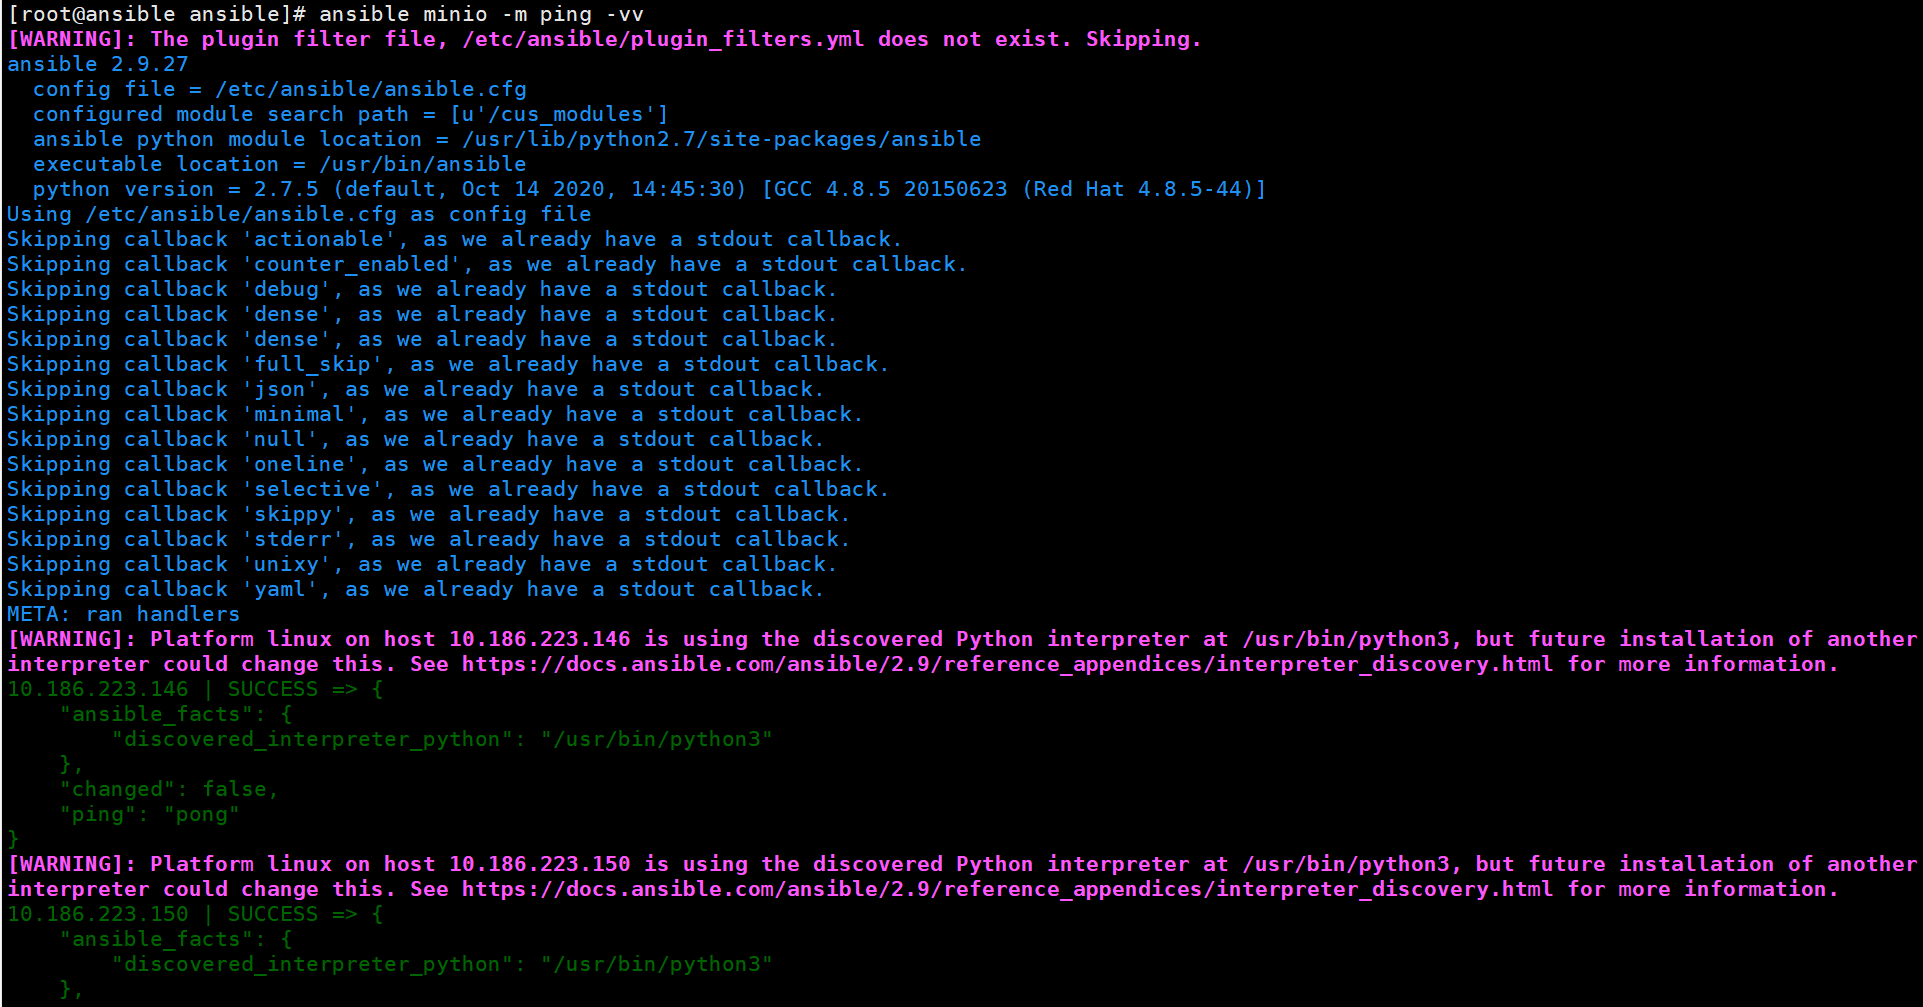 [root@ansible ansible]# ansible minio -m ping -vv
[WARNING]: The plugin filter file, /etc/ansible/plugin_filters.yml does not exist. Skipping.
ansible 2.9.27
  config file = /etc/ansible/ansible.cfg
  configured module search path = [u'/cus_modules']
  ansible python module location = /usr/lib/python2.7/site-packages/ansible
  executable location = /usr/bin/ansible
  python version = 2.7.5 (default, Oct 14 2020, 14:45:30) [GCC 4.8.5 20150623 (Red Hat 4.8.5-44)]
Using /etc/ansible/ansible.cfg as config file
Skipping callback 'actionable', as we already have a stdout callback.
Skipping callback 'counter_enabled', as we already have a stdout callback.
Skipping callback 'debug', as we already have a stdout callback.
Skipping callback 'dense', as we already have a stdout callback.
Skipping callback 'dense', as we already have a stdout callback.
Skipping callback 'full_skip', as we already have a stdout callback.
Skipping callback 'json', as we already have a stdout callback.
Skipping callback 'minimal', as we already have a stdout callback.
Skipping callback 'null', as we already have a stdout callback.
Skipping callback 'oneline', as we already have a stdout callback.
Skipping callback 'selective', as we already have a stdout callback.
Skipping callback 'skippy', as we already have a stdout callback.
Skipping callback 'stderr', as we already have a stdout callback.
Skipping callback 'unixy', as we already have a stdout callback.
Skipping callback 'yaml', as we already have a stdout callback.
META: ran handlers
[WARNING]: Platform linux on host 10.186.223.146 is using the discovered Python interpreter at /usr/bin/python3, but future installation of another
interpreter could change this. See https://docs.ansible.com/ansible/2.9/reference_appendices/interpreter_discovery.html for more information.
10.186.223.146 | SUCCESS => {
    "ansible_facts": {
        "discovered_interpreter_python": "/usr/bin/python3"
    },
    "changed": false,
    "ping": "pong"
}
[WARNING]: Platform linux on host 10.186.223.150 is using the discovered Python interpreter at /usr/bin/python3, but future installation of another
interpreter could change this. See https://docs.ansible.com/ansible/2.9/reference_appendices/interpreter_discovery.html for more information.
10.186.223.150 | SUCCESS => {
    "ansible_facts": {
        "discovered_interpreter_python": "/usr/bin/python3"
    },